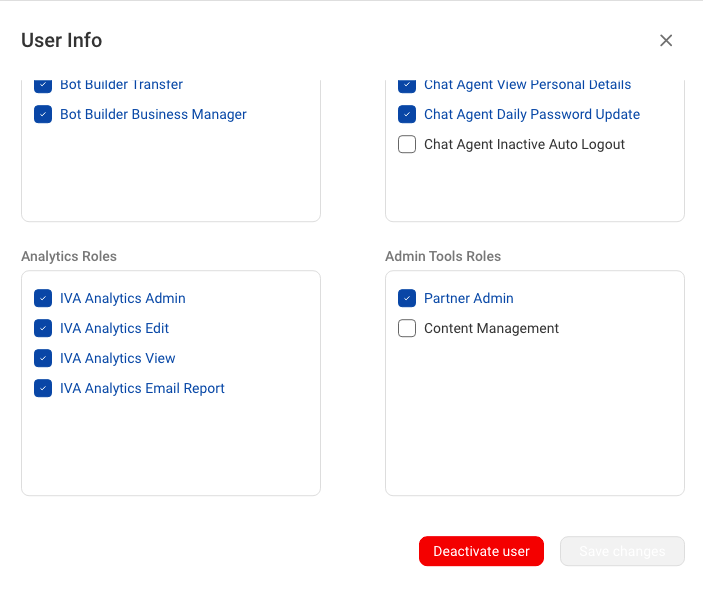 User Info
Bot Builder Transfer
Bot Builder Business Manager
Chat Agent View Personal Details
Chat Agent Daily Password Update
Chat Agent Inactive Auto Logout
Analytics Roles
IVA Analytics Admin
IVA Analytics Edit
IVA Analytics View
IVA Analytics Email Report
Admin Tools Roles
Partner Admin
Content Management
Deactivate user
Save changes